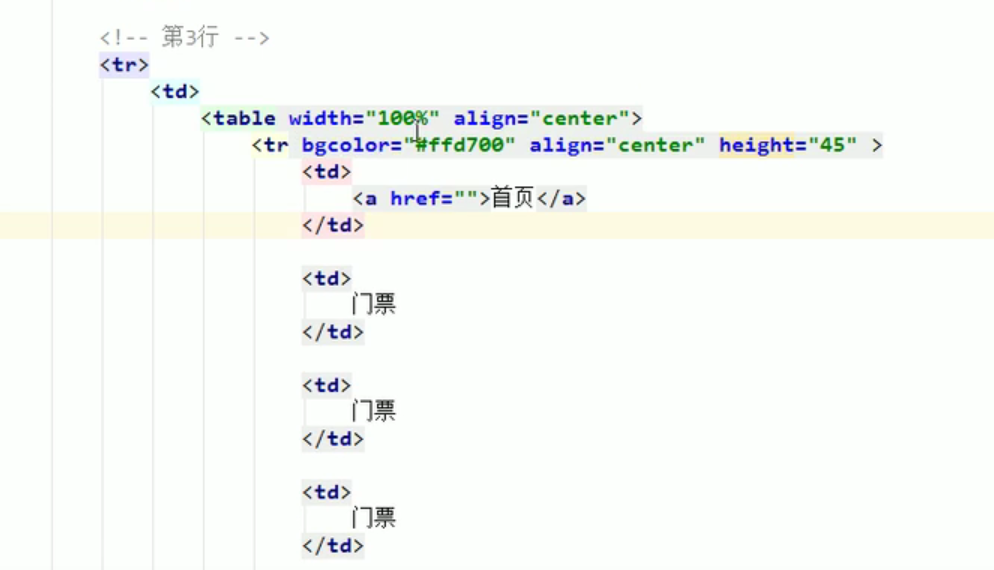 <!-- 第3行 -->
<tr>
<td>
<table width="100%" align="center">
<tr bgcolor="#ffd700" align="center" height="45" >
<td>
<a href="">首页</a>
</td>
<td>
门票
</td>
<td>
门票
</td>
<td>
门票
</td>